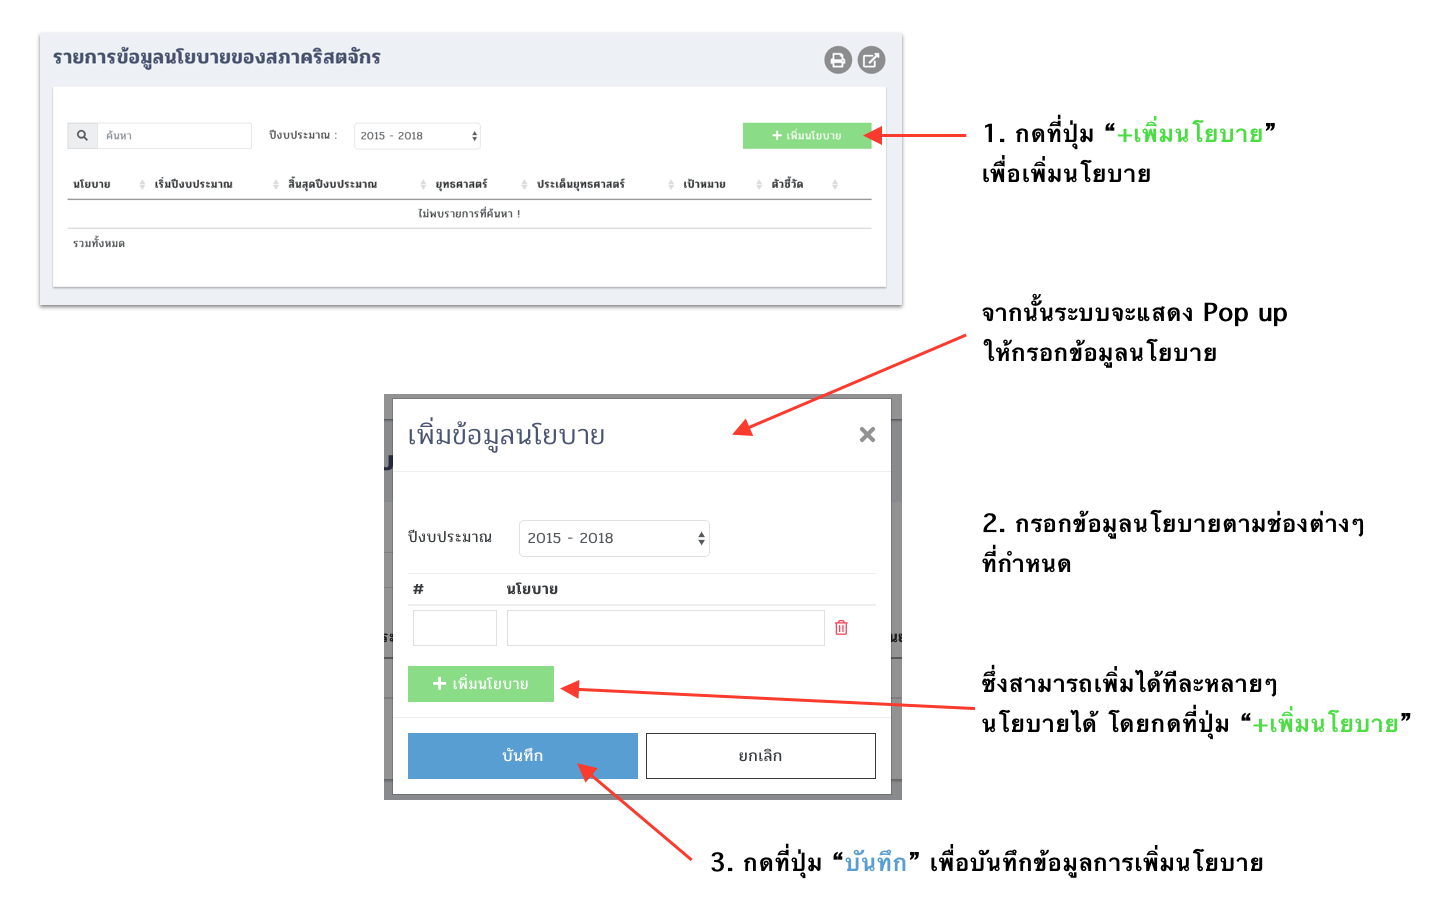 รายการข้อมูลนโยบายของสภาคริสตจักร
ค้นหา
ปีงบประมาณ :
2015 - 2018
+ เพิ่มนโยบาย
นโยบาย เริ่มปีงบประมาณ สิ้นสุดปีงบประมาณ ยุทธศาสตร์ ประเด็นยุทธศาสตร์ เป้าหมาย ตัวชี้วัด
ไม่พบรายการที่ค้นหา !
รวมทั้งหมด
1. กดที่ปุ่ม “+เพิ่มนโยบาย”
เพื่อเพิ่มนโยบาย
จากนั้นระบบจะแสดง Pop up
ให้กรอกข้อมูลนโยบาย
เพิ่มข้อมูลนโยบาย
ปีงบประมาณ
2015 - 2018
# นโยบาย
+ เพิ่มนโยบาย
บันทึก
ยกเลิก
2. กรอกข้อมูลนโยบายตามช่องต่างๆ
ที่กำหนด
ซึ่งสามารถเพิ่มได้ทีละหลายๆ
นโยบายได้ โดยกดที่ปุ่ม “+เพิ่มนโยบาย”
3. กดที่ปุ่ม “บันทึก” เพื่อบันทึกข้อมูลการเพิ่มนโยบาย